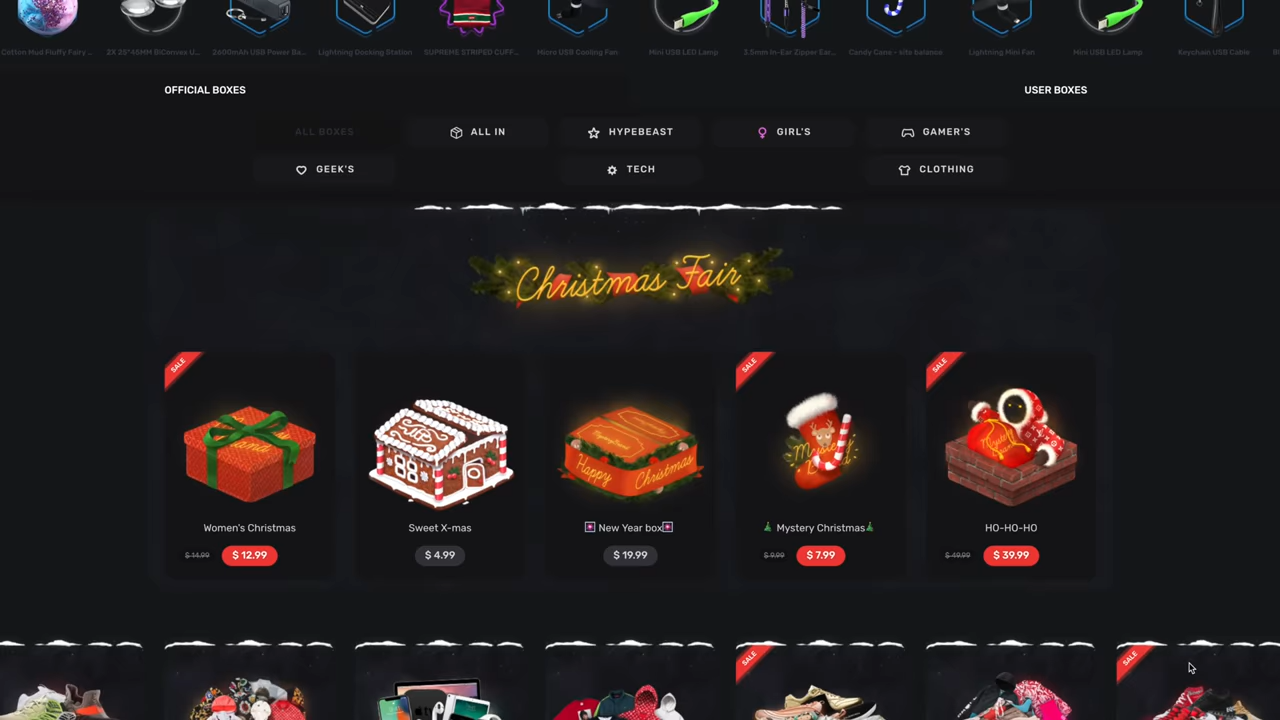 Cotton Mud Fluffy Fairy ...
2X 25*45MM BiConvex U...
2600mAh USB Power Ba...
Lightning Docking Station
SUPREME STRIPED CUFF...
Micro USB Cooling Fan
Mini USB LED Lamp
3.5mm In-Ear Zipper Ear...
Candy Cane - site balance
Lightning Mini Fan
Mini USB LED Lamp
Keychain USB Cable
OFFICIAL BOXES
USER BOXES
ALL BOXES
ALL IN
HYPEBEAST
GIRL'S
GAMER'S
GEEK'S
TECH
CLOTHING
Christmas Fair
SALE
SALE
SALE
Happy Christmas
Women's Christmas
Sweet X-mas
New Year box
Mystery Christmas
HO-HO-HO
$ 14.99 $ 12.99
$ 4.99
$ 19.99
$ 9.99 $ 7.99
$ 49.99 $ 39.99
SALE
SALE